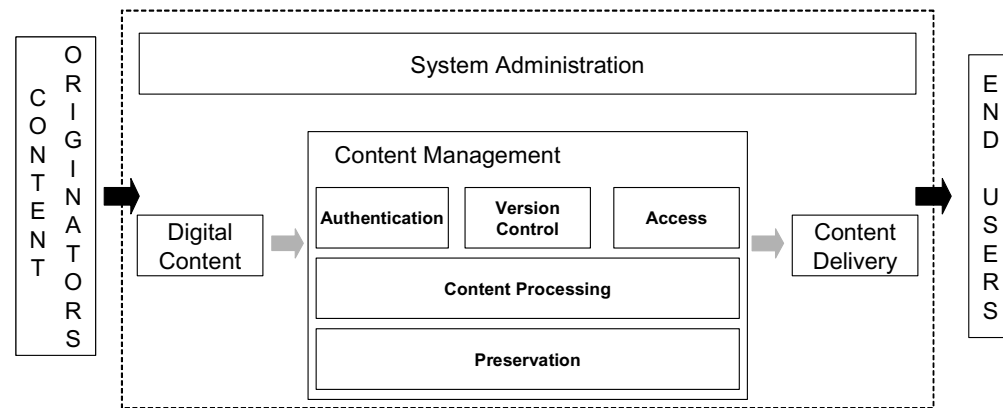 CONTENT
ORIGINATORS
System Administration
Content Management
Authentication
Version
Control
Access
Digital
Content
Content Processing
Preservation
Content
Delivery
END USERS